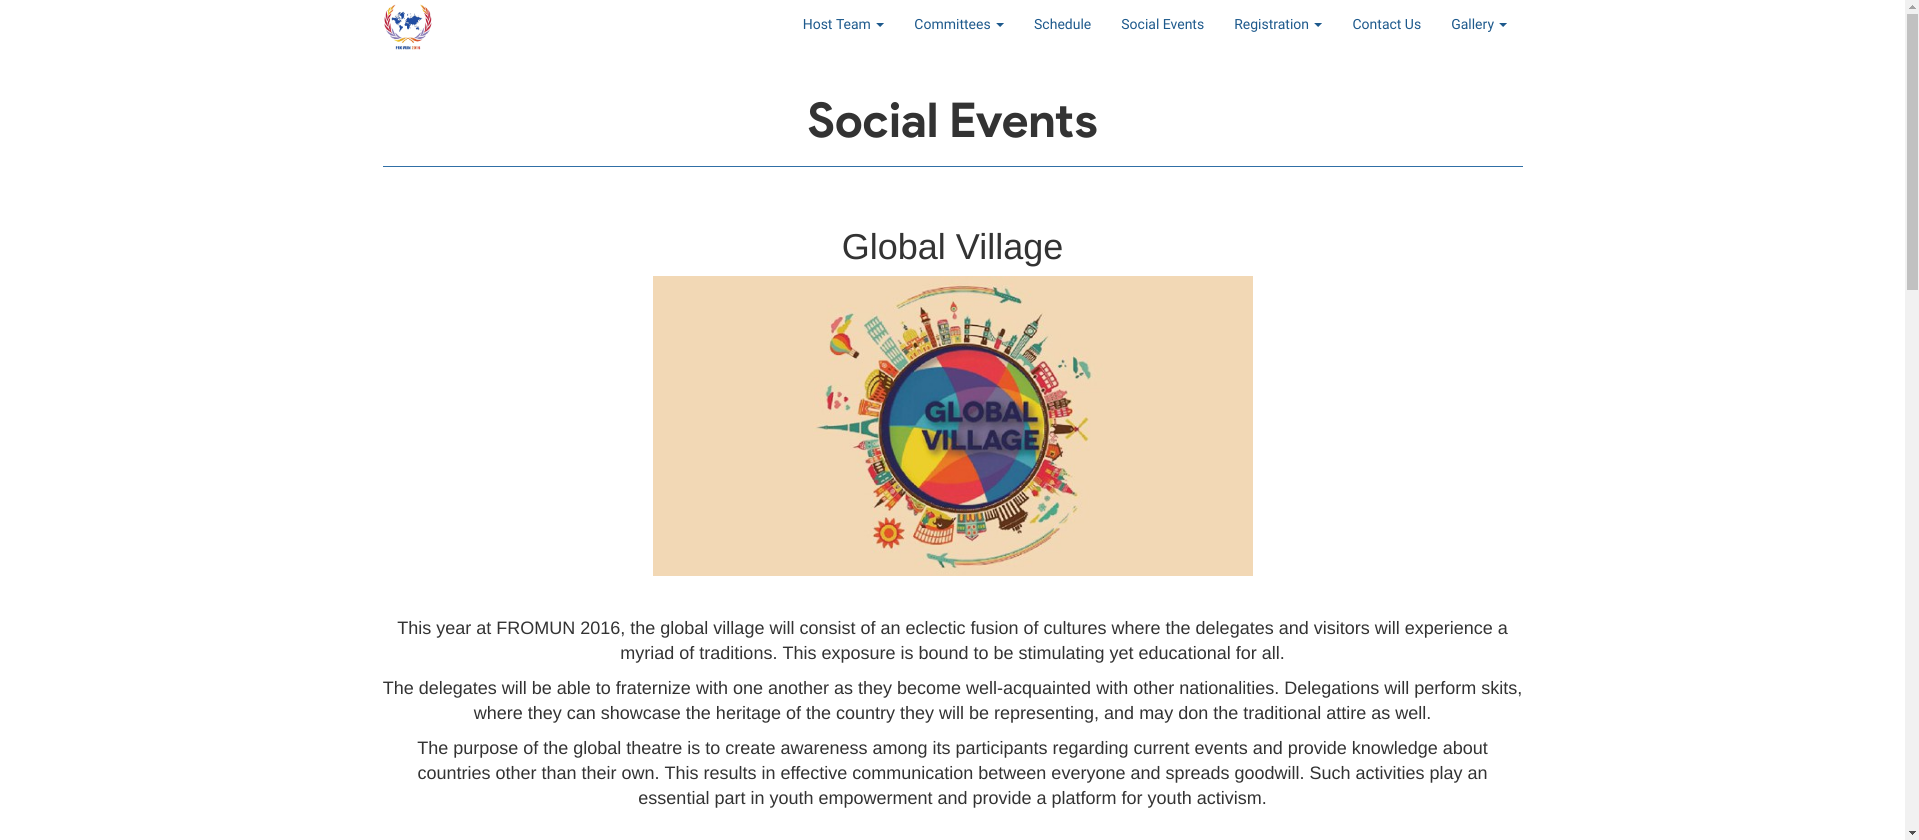 Host Team
Committees
Schedule
Social Events
Registration
Contact Us
Gallery
Social Events
Global Village
GLOBAL
VILLAGE
This year at FROMUN 2016, the global village will consist of an eclectic fusion of cultures where the delegates and visitors will experience a
myriad of traditions. This exposure is bound to be stimulating yet educational for all.
The delegates will be able to fraternize with one another as they become well-acquainted with other nationalities. Delegations will perform skits,
where they can showcase the heritage of the country they will be representing, and may don the traditional attire as well.
The purpose of the global theatre is to create awareness among its participants regarding current events and provide knowledge about
countries other than their own. This results in effective communication between everyone and spreads goodwill. Such activities play an
essential part in youth empowerment and provide a platform for youth activism.